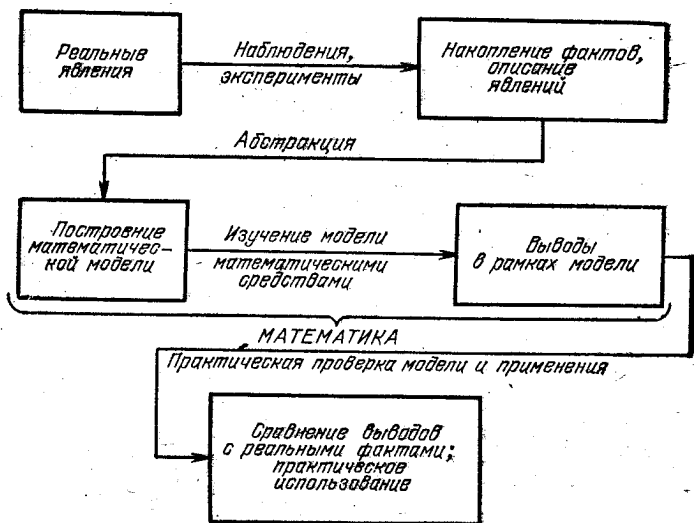 Реальные
явления
Наблюдения,
эксперименты
Накопление фактов,
описание
явлений
Абстракция
Построение
математичес-
кой модели
Изучение модели
математическими
средствами
Выводы
в рамках модели
МАТЕМАТИКА
Практическая проверка модели и применения
Сравнение выводов
с реальными фактами;
практическое
использование